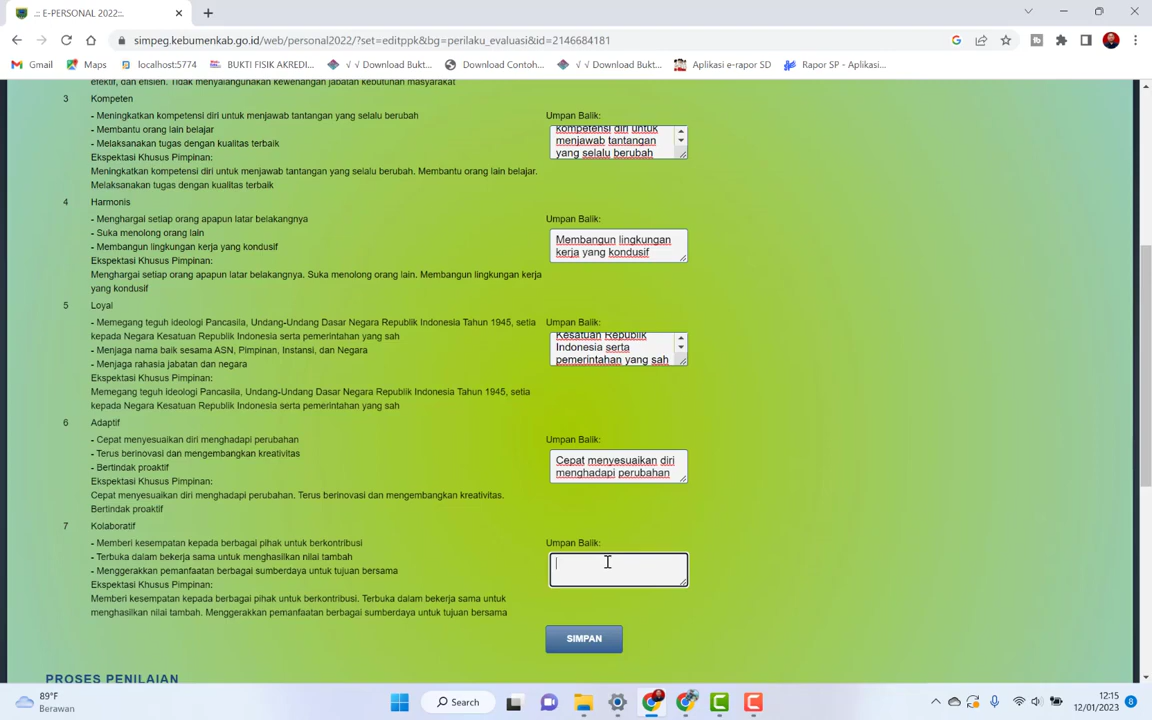 .:: E-PERSONAL 2022::.
simpeg.kebumenkab.go.id/web/personal2022/?set=editppk&bg=perilaku_evaluasi&id=2146684181
Gmail
Maps
localhost:5774
BUKTI FISIK AKREDI...
√ √ Download Bukt...
Download Contoh...
√ √ Download Bukt...
Aplikasi e-rapor SD
Rapor SP - Aplikasi...
efektif, dan efisien. Tidak menyalahgunakan kewenangan jabatan kebutuhan masyarakat
3 Kompeten
- Meningkatkan kompetensi diri untuk menjawab tantangan yang selalu berubah
- Membantu orang lain belajar
- Melaksanakan tugas dengan kualitas terbaik
Ekspektasi Khusus Pimpinan:
Meningkatkan kompetensi diri untuk menjawab tantangan yang selalu berubah. Membantu orang lain belajar.
Melaksanakan tugas dengan kualitas terbaik
Umpan Balik:
kompetensi diri untuk
menjawab tantangan
yang selalu berubah
4 Harmonis
- Menghargai setiap orang apapun latar belakangnya
- Suka menolong orang lain
- Membangun lingkungan kerja yang kondusif
Ekspektasi Khusus Pimpinan:
Menghargai setiap orang apapun latar belakangnya. Suka menolong orang lain. Membangun lingkungan kerja
yang kondusif
Umpan Balik:
Membangun lingkungan
kerja yang kondusif
5 Loyal
- Memegang teguh ideologi Pancasila, Undang-Undang Dasar Negara Republik Indonesia Tahun 1945, setia
kepada Negara Kesatuan Republik Indonesia serta pemerintahan yang sah
- Menjaga nama baik sesama ASN, Pimpinan, Instansi, dan Negara
- Menjaga rahasia jabatan dan negara
Ekspektasi Khusus Pimpinan:
Memegang teguh ideologi Pancasila, Undang-Undang Dasar Negara Republik Indonesia Tahun 1945, setia
kepada Negara Kesatuan Republik Indonesia serta pemerintahan yang sah
Umpan Balik:
Kesatuan Republik
Indonesia serta
pemerintahan yang sah
6 Adaptif
- Cepat menyesuaikan diri menghadapi perubahan
- Terus berinovasi dan mengembangkan kreativitas
- Bertindak proaktif
Ekspektasi Khusus Pimpinan:
Cepat menyesuaikan diri menghadapi perubahan. Terus berinovasi dan mengembangkan kreativitas.
Bertindak proaktif
Umpan Balik:
Cepat menyesuaikan diri
menghadapi perubahan
7 Kolaboratif
- Memberi kesempatan kepada berbagai pihak untuk berkontribusi
- Terbuka dalam bekerja sama untuk menghasilkan nilai tambah
- Menggerakkan pemanfaatan berbagai sumberdaya untuk tujuan bersama
Ekspektasi Khusus Pimpinan:
Memberi kesempatan kepada berbagai pihak untuk berkontribusi. Terbuka dalam bekerja sama untuk
menghasilkan nilai tambah. Menggerakkan pemanfaatan berbagai sumberdaya untuk tujuan bersama
Umpan Balik:
SIMPAN
PROSES PENILAIAN
89°F
Berawan
Search
12:15
12/01/2023
8